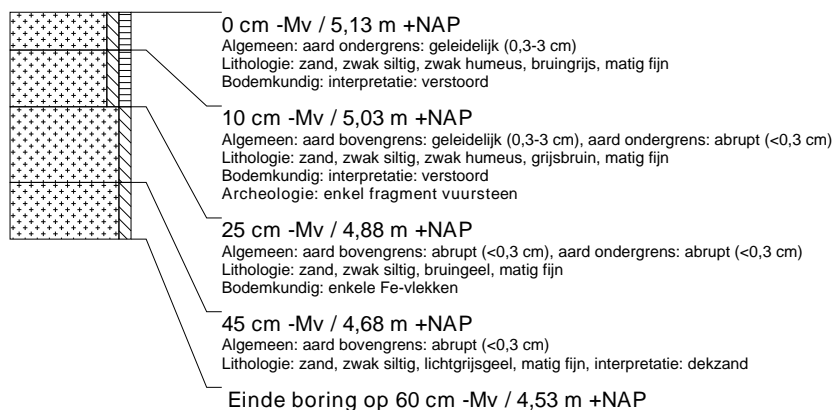 0 cm -Mv / 5,13 m +NAP
Algemeen: aard ondergrens: geleidelijk (0,3-3 cm)
Lithologie: zand, zwak siltig, zwak humeus, bruingrijs, matig fijn
Bodemkundig: interpretatie: verstoord
10 cm -Mv / 5,03 m +NAP
Algemeen: aard bovengrens: geleidelijk (0,3-3 cm), aard ondergrens: abrupt (<0,3 cm)
Lithologie: zand, zwak siltig, zwak humeus, grijsbruin, matig fijn
Bodemkundig: interpretatie: verstoord
Archeologie: enkel fragment vuursteen
25 cm -Mv / 4,88 m +NAP
Algemeen: aard bovengrens: abrupt (<0,3 cm), aard ondergrens: abrupt (<0,3 cm)
Lithologie: zand, zwak siltig, bruingeel, matig fijn
Bodemkundig: enkele Fe-vlekken
45 cm -Mv / 4,68 m +NAP
Algemeen: aard bovengrens: abrupt (<0,3 cm)
Lithologie: zand, zwak siltig, lichtgrijsgeel, matig fijn, interpretatie: dekzand
Einde boring op 60 cm -Mv / 4,53 m +NAP